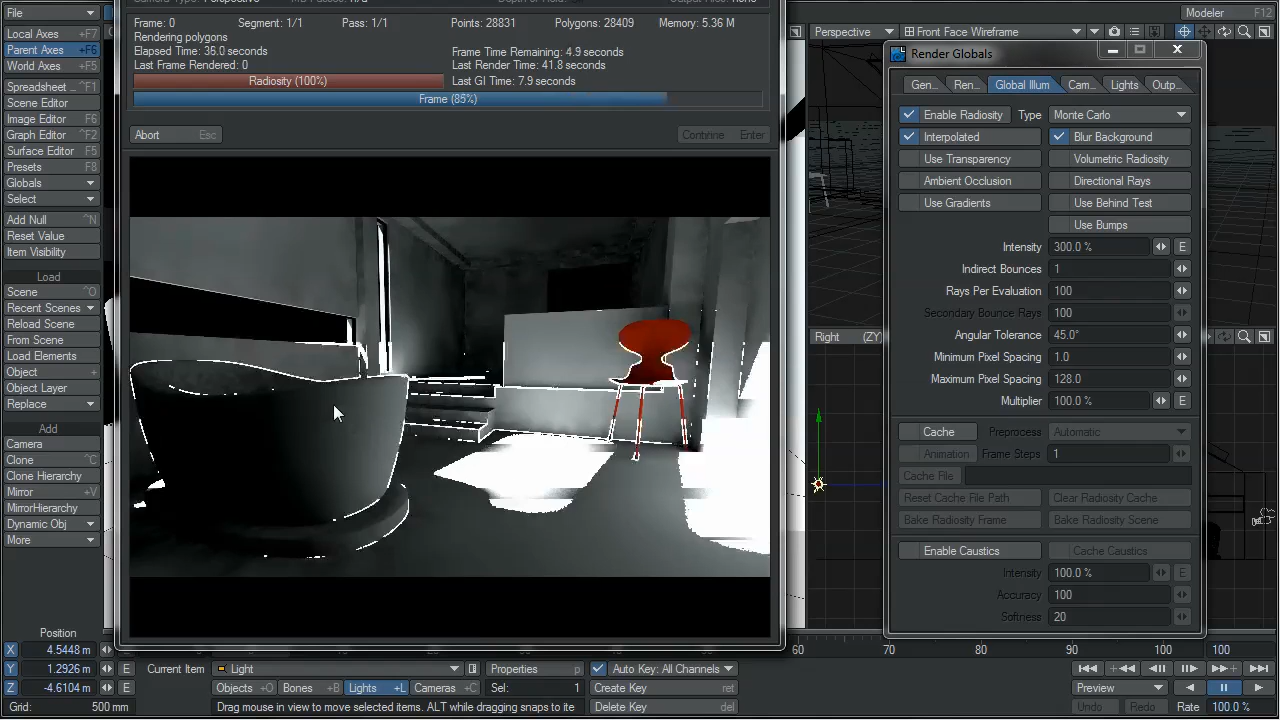 File
Local Axes +F7
Parent Axes +F6
World Axes +F5
Spreadsheet ... ^F1
Scene Editor
Image Editor F6
Graph Editor ^F2
Surface Editor F5
Presets F8
Globals
Select
Add Null ^N
Reset Value
Item Visibility
Load
Scene ^O
Recent Scenes
Reload Scene
From Scene
Load Elements
Object +
Object Layer
Replace
Add
Camera
Clone ^C
Clone Hierarchy
Mirror +V
MirrorHierarchy
Dynamic Obj
More
Position
X 4.5448 m E
Y 1.2926 m E
Z -4.6104 m E
Grid: 500 mm
Frame: 0 Segment: 1/1 Pass: 1/1 Points: 28831 Polygons: 28409 Memory: 5.36 M
Rendering polygons
Elapsed Time: 36.0 seconds Frame Time Remaining: 4.9 seconds
Last Frame Rendered: 0 Last Render Time: 41.8 seconds
Radiosity (100%) Last GI Time: 7.9 seconds
Frame (85%)
Abort Esc Continue Enter
Modeler F12
Perspective Front Face Wireframe
Right (ZY)
Render Globals
Gen... Ren... Global Illum Cam... Lights Outp...
Enable Radiosity Type Monte Carlo
Interpolated Blur Background
Use Transparency Volumetric Radiosity
Ambient Occlusion Directional Rays
Use Gradients Use Behind Test
Use Bumps
Intensity 300.0 % E
Indirect Bounces 1
Rays Per Evaluation 100
Secondary Bounce Rays 100
Angular Tolerance 45.0°
Minimum Pixel Spacing 1.0
Maximum Pixel Spacing 128.0
Multiplier 100.0 % E
Cache Preprocess Automatic
Animation Frame Steps 1
Cache File
Reset Cache File Path Clear Radiosity Cache
Bake Radiosity Frame Bake Radiosity Scene
Enable Caustics Cache Caustics
Intensity 100.0 % E
Accuracy 100
Softness 20
60 70 80 90 100 100
Current Item Light Properties p Auto Key: All Channels
Objects +O Bones +B Lights +L Cameras +C Sel: 1 Create Key ret
Drag mouse in view to move selected items. ALT while dragging snaps to ite Delete Key del
Preview
Undo Redo Rate 100.0 %